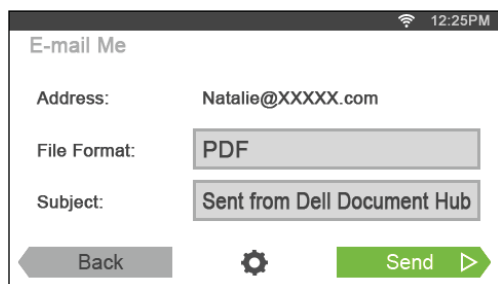 12:25PM
E-mail Me
Address: Natalie@XXXXX.com
File Format: PDF
Subject: Sent from Dell Document Hub
Back Send